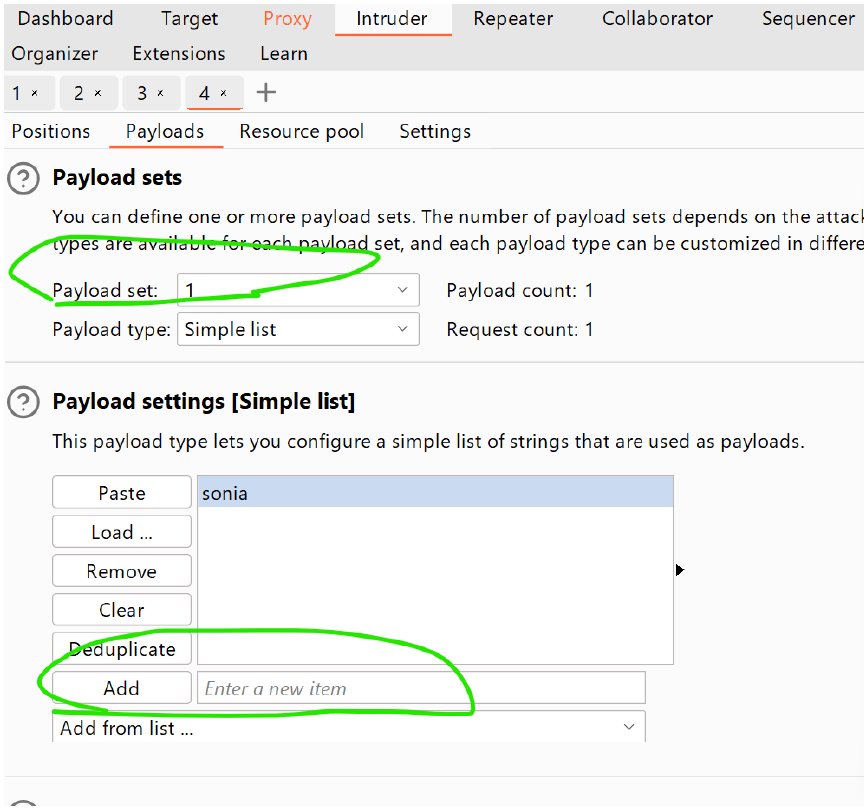 Dashboard Target Proxy Intruder Repeater Collaborator Sequencer
Organizer Extensions Learn
1 × 2 × 3 × 4 × +
Positions Payloads Resource pool Settings
? Payload sets
You can define one or more payload sets. The number of payload sets depends on the attack
types are available for each payload set, and each payload type can be customized in differe
Payload set: 1 Payload count: 1
Payload type: Simple list Request count: 1
? Payload settings [Simple list]
This payload type lets you configure a simple list of strings that are used as payloads.
Paste sonia
Load ...
Remove
Clear
Deduplicate
Add Enter a new item
Add from list ...